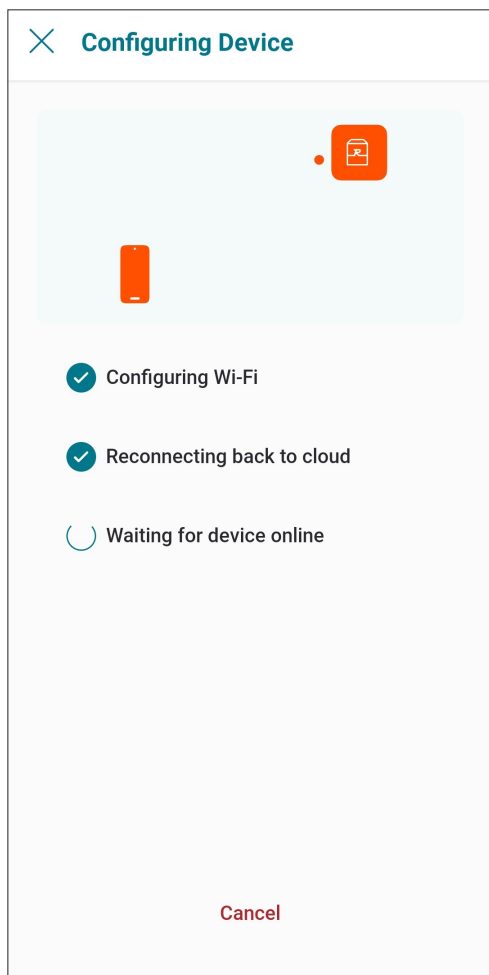 Configuring Device
Configuring Wi-Fi
Reconnecting back to cloud
Waiting for device online
Cancel